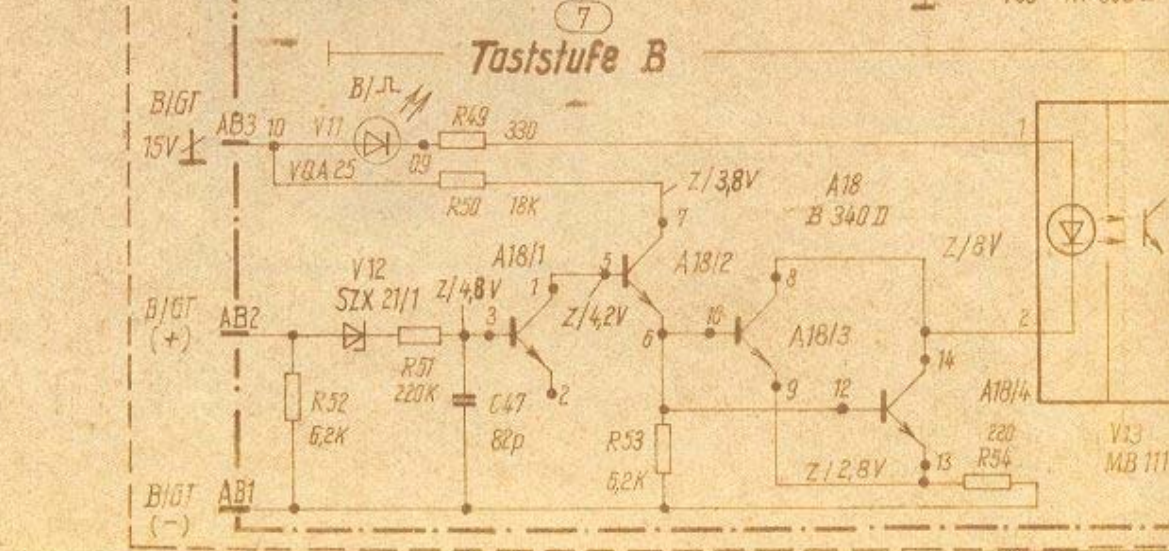 7
Taststufe B
B/⎍
B/GT
15V
AB3
10
V11
VQA 25
09
R49
330
1
R50
18K
Z/3,8V
7
A18
B 340 D
Z/8V
A18/1
5
A18/2
V12
SZX 21/1
Z/4,8V
1
Z/4,2V
8
B/GT
(+)
AB2
3
6
10
A18/3
2
R51
220K
2
9
14
12
A18/4
R52
6,2K
C47
82p
R53
6,2K
Z/2,8V
13
220
R54
V13
MB 111
B/GT
(-)
AB1